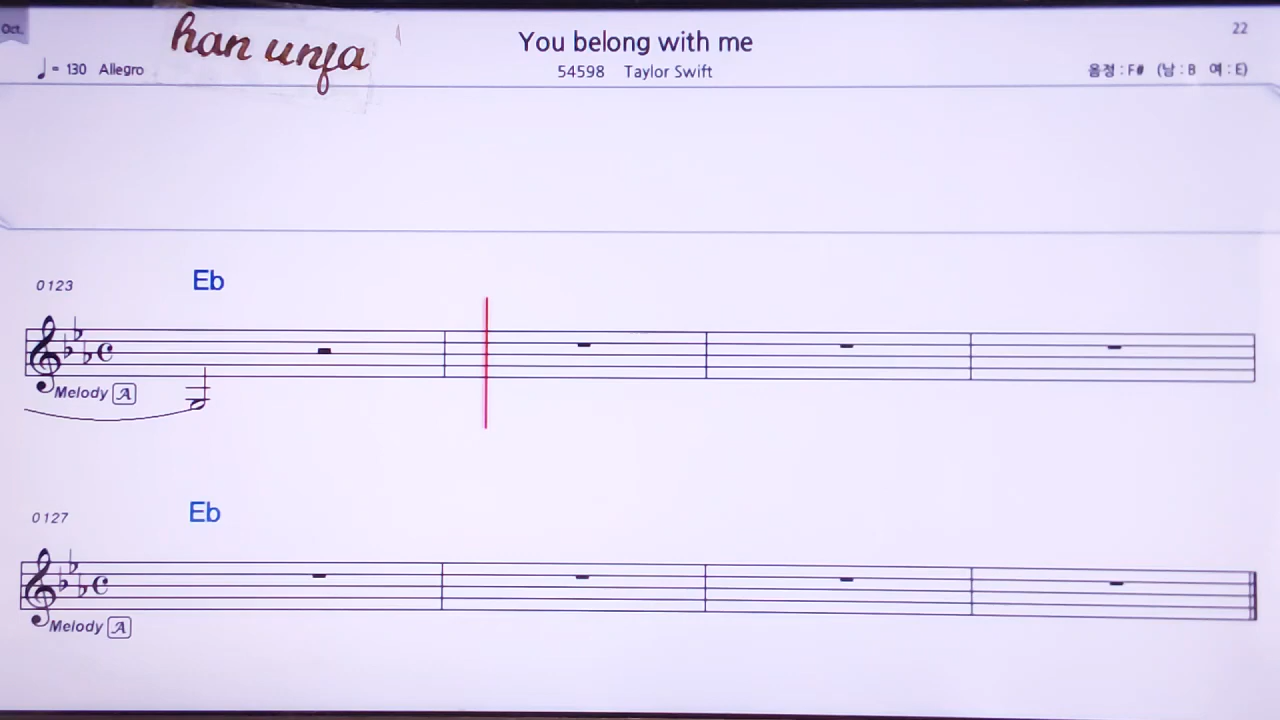 Oct.
han unja
You belong with me
22
♩= 130 Allegro
54598 Taylor Swift
음정 : F# (남 : B 여 : E)
0123
Eb
Melody A
0127
Eb
Melody A